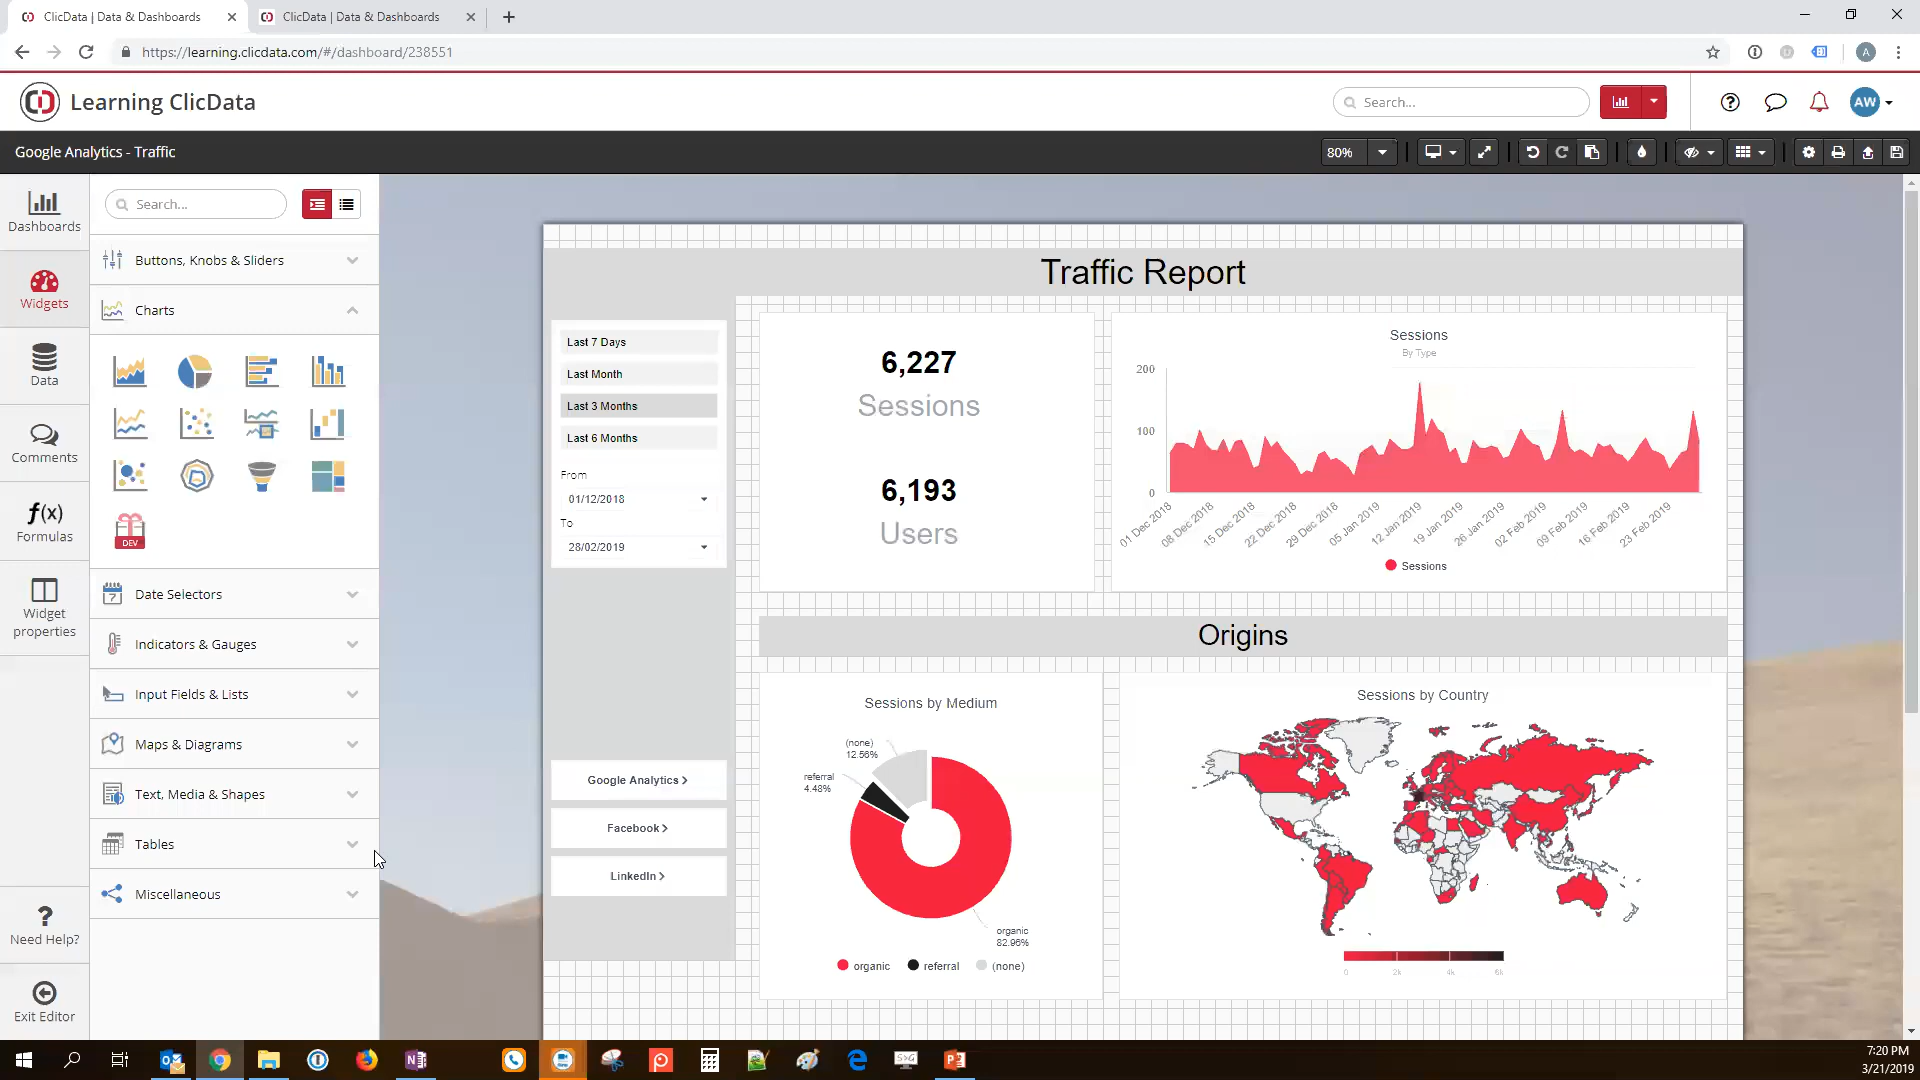 ClicData | Data & Dashboards
ClicData | Data & Dashboards
https://learning.clicdata.com/#/dashboard/238551
A
Learning ClicData
Search...
AW
Google Analytics - Traffic
80%
Dashboards
Widgets
Data
Comments
f(x)
Formulas
Widget
properties
Need Help?
Exit Editor
Search...
Buttons, Knobs & Sliders
Charts
DEV
7
Date Selectors
Indicators & Gauges
Input Fields & Lists
Maps & Diagrams
Text, Media & Shapes
Tables
Miscellaneous
Traffic Report
Last 7 Days
Last Month
Last 3 Months
Last 6 Months
From
01/12/2018
To
28/02/2019
Google Analytics
Facebook
LinkedIn
6,227
Sessions
6,193
Users
Sessions
By Type
200
100
0
01 Dec 2018
08 Dec 2018
15 Dec 2018
22 Dec 2018
29 Dec 2018
05 Jan 2019
12 Jan 2019
19 Jan 2019
26 Jan 2019
02 Feb 2019
09 Feb 2019
16 Feb 2019
23 Feb 2019
Sessions
Origins
Sessions by Medium
(none)
12.56%
referral
4.48%
organic
82.96%
organic
referral
(none)
Sessions by Country
0
2k
4k
6k
7:20 PM
3/21/2019